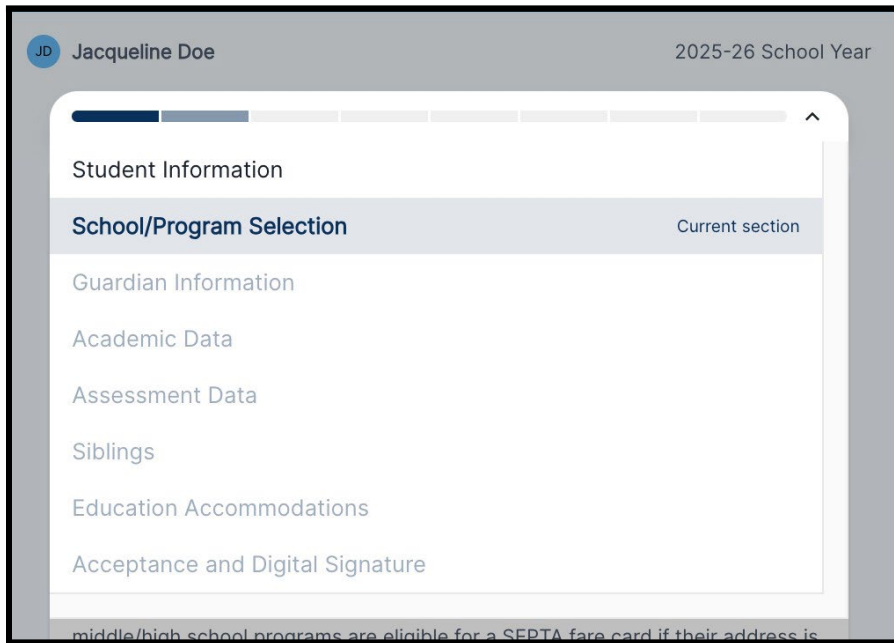 JD Jacqueline Doe 2025-26 School Year
Student Information
School/Program Selection Current section
Guardian Information
Academic Data
Assessment Data
Siblings
Education Accommodations
Acceptance and Digital Signature
middle/high school programs are eligible for a SEPTA fare card if their address is